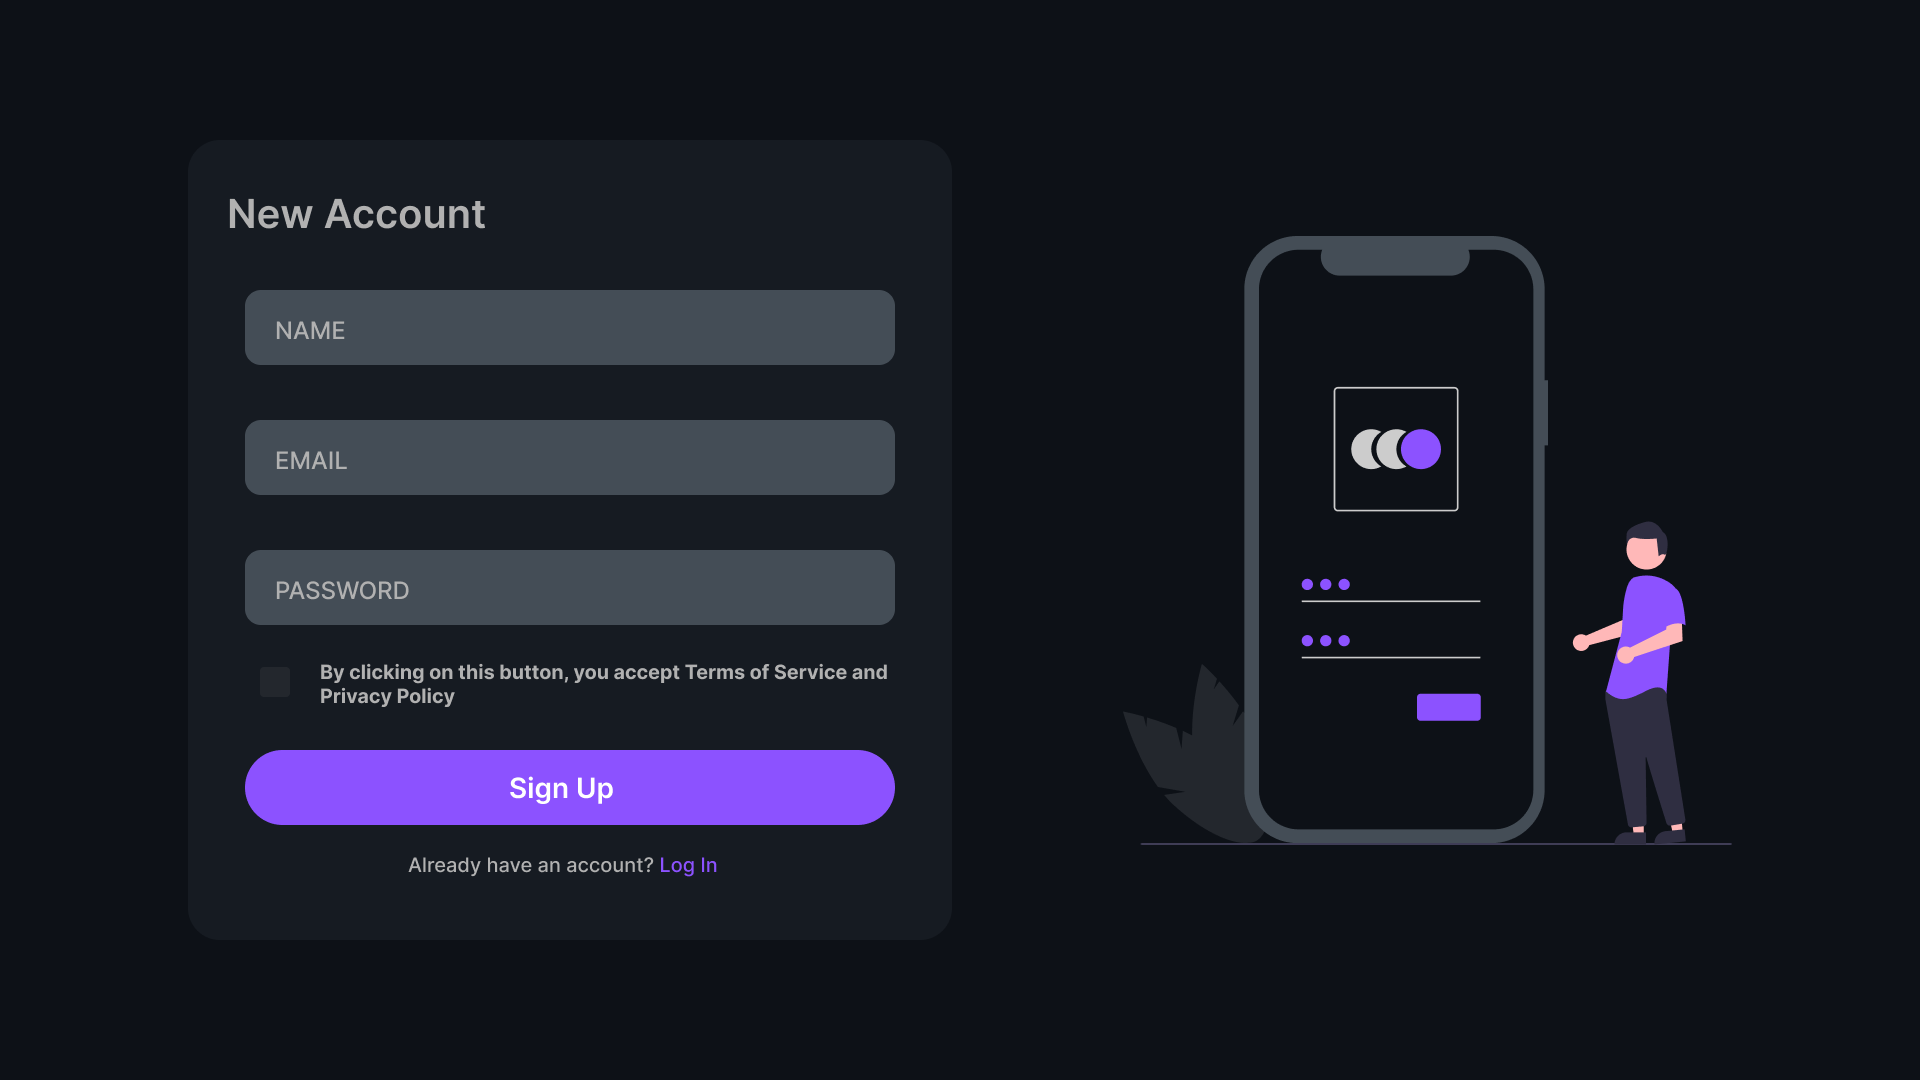 New Account
NAME
EMAIL
PASSWORD
By clicking on this button, you accept Terms of Service and
Privacy Policy
Sign Up
Already have an account? Log In